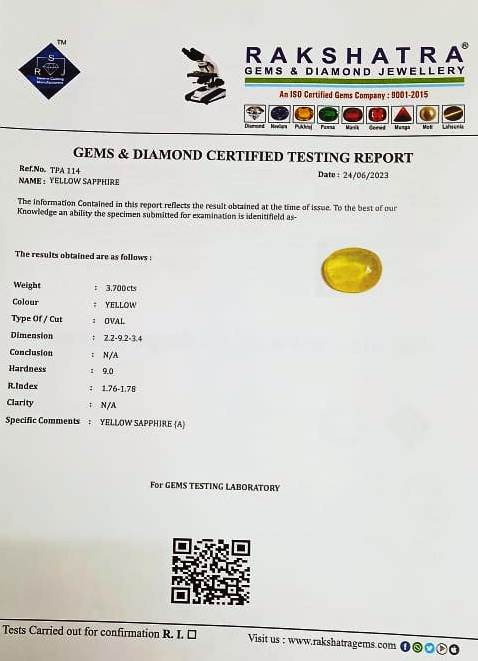 TM
S
R J
RAKSHATRA®
GEMS & DIAMOND JEWELLERY
An ISO Certified Gems Company : 9001-2015
Diamond Neelam Pukhraj Panna Manik Gomed Munga Moti Lahsunia
GEMS & DIAMOND CERTIFIED TESTING REPORT
Ref.No. TPA 114
Date : 24/06/2023
NAME : YELLOW SAPPHIRE
The Information Contained in this report reflects the result obtained at the time of issue. To the best of our
Knowledge an ability the specimen submitted for examination is idenitifield as-
The results obtained are as follows :
Weight : 3.700cts
Colour : YELLOW
Type Of / Cut : OVAL
Dimension : 2.2-9.2-3.4
Conclusion : N/A
Hardness : 9.0
R.Index : 1.76-1.78
Clarity : N/A
Specific Comments : YELLOW SAPPHIRE (A)
For GEMS TESTING LABORATORY
Tests Carried out for confirmation R. I. ☐
Visit us : www.rakshatragems.com